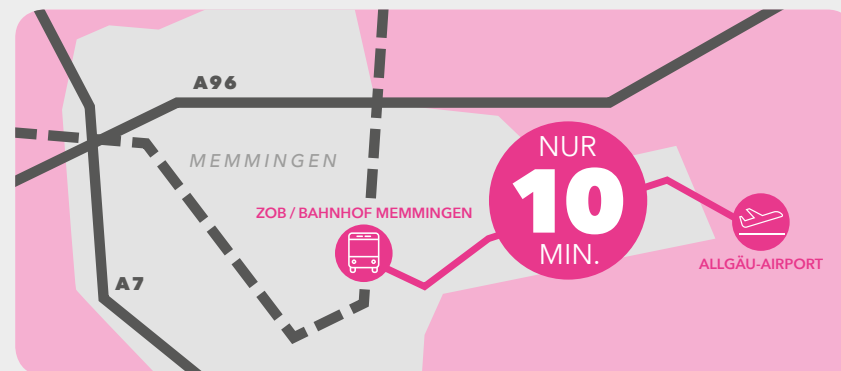 A96
MEMMINGEN
NUR
10
MIN.
ZOB / BAHNHOF MEMMINGEN
ALLGÄU-AIRPORT
A7